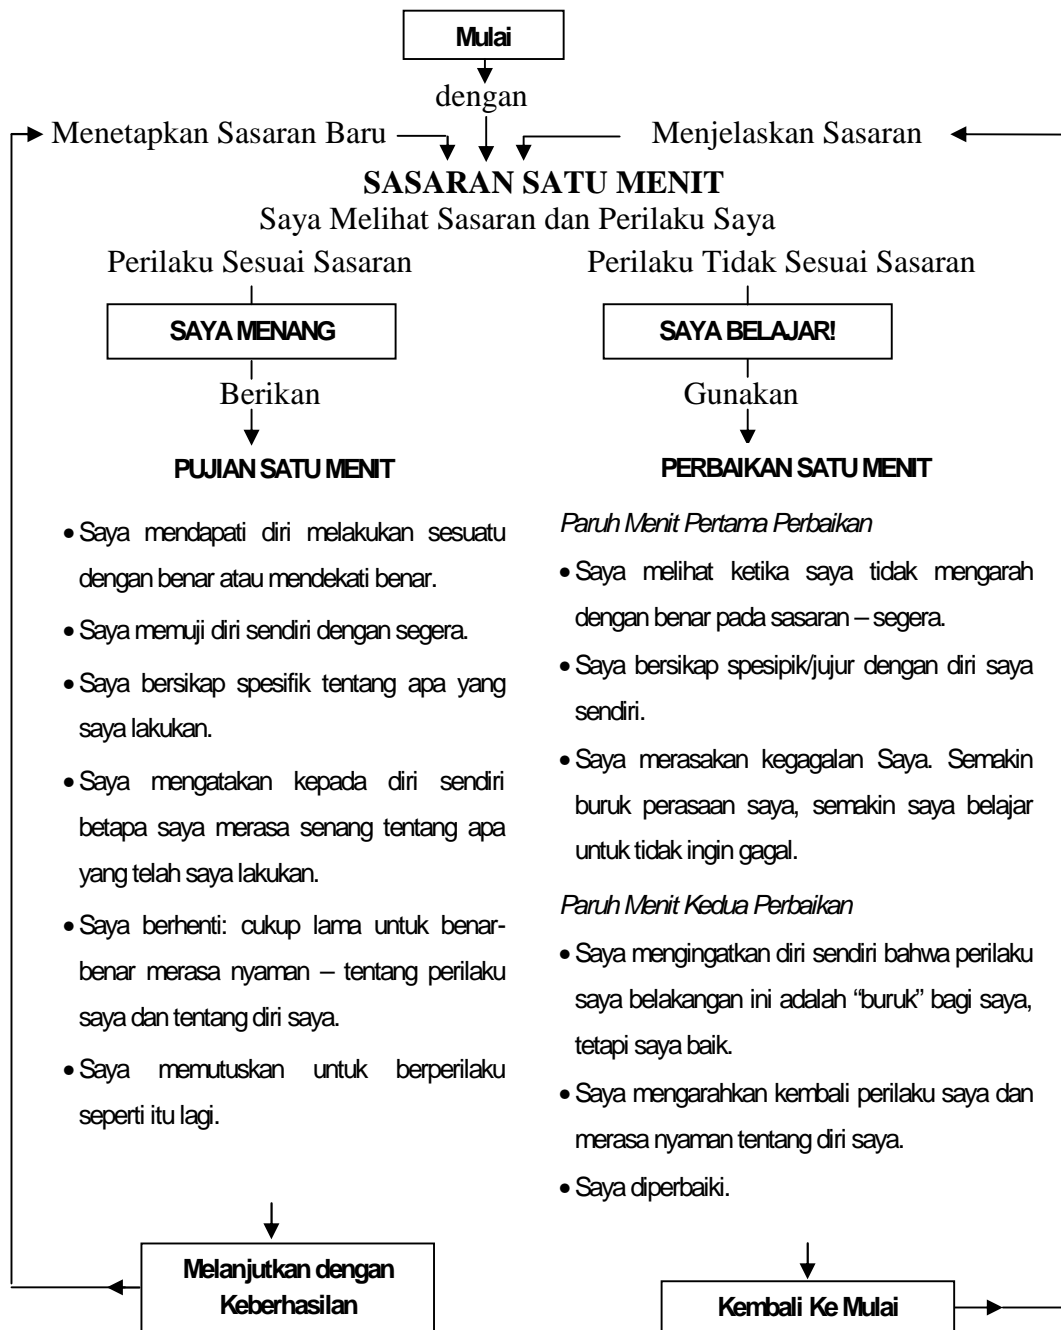 Mulai
dengan
Menetapkan Sasaran Baru
Menjelaskan Sasaran
SASARAN SATU MENIT
Saya Melihat Sasaran dan Perilaku Saya
Perilaku Sesuai Sasaran
SAYA MENANG
Berikan
PUJIAN SATU MENIT
• Saya mendapati diri melakukan sesuatu
dengan benar atau mendekati benar.
• Saya memuji diri sendiri dengan segera.
• Saya bersikap spesifik tentang apa yang
saya lakukan.
• Saya mengatakan kepada diri sendiri
betapa saya merasa senang tentang apa
yang telah saya lakukan.
• Saya berhenti: cukup lama untuk benar-
benar merasa nyaman – tentang perilaku
saya dan tentang diri saya.
• Saya memutuskan untuk berperilaku
seperti itu lagi.
Melanjutkan dengan
Keberhasilan
Perilaku Tidak Sesuai Sasaran
SAYA BELAJAR!
Gunakan
PERBAIKAN SATU MENIT
Paruh Menit Pertama Perbaikan
• Saya melihat ketika saya tidak mengarah
dengan benar pada sasaran – segera.
• Saya bersikap spesipik/jujur dengan diri saya
sendiri.
• Saya merasakan kegagalan Saya. Semakin
buruk perasaan saya, semakin saya belajar
untuk tidak ingin gagal.
Paruh Menit Kedua Perbaikan
• Saya mengingatkan diri sendiri bahwa perilaku
saya belakangan ini adalah “buruk” bagi saya,
tetapi saya baik.
• Saya mengarahkan kembali perilaku saya dan
merasa nyaman tentang diri saya.
• Saya diperbaiki.
Kembali Ke Mulai